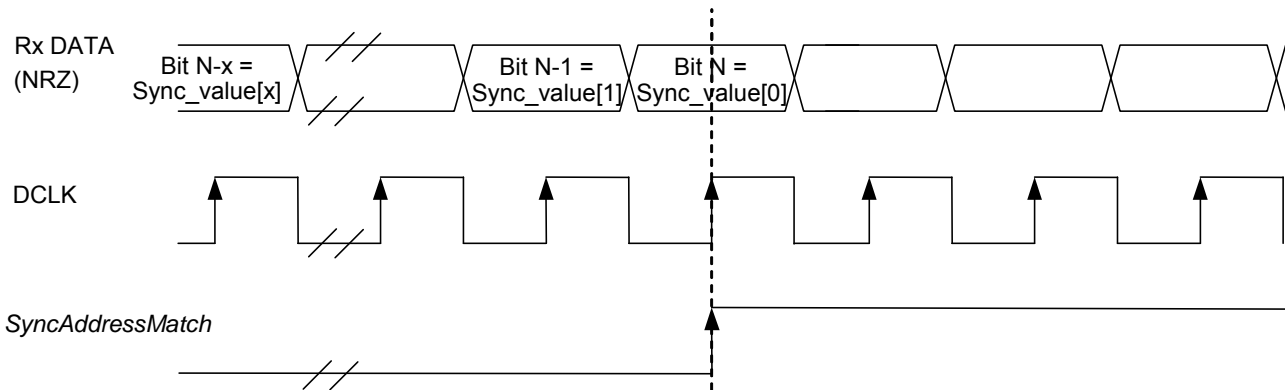 Rx DATA
(NRZ)
Bit N-x =
Sync_value[x]
Bit N-1 =
Sync_value[1]
Bit N =
Sync_value[0]
DCLK
SyncAddressMatch